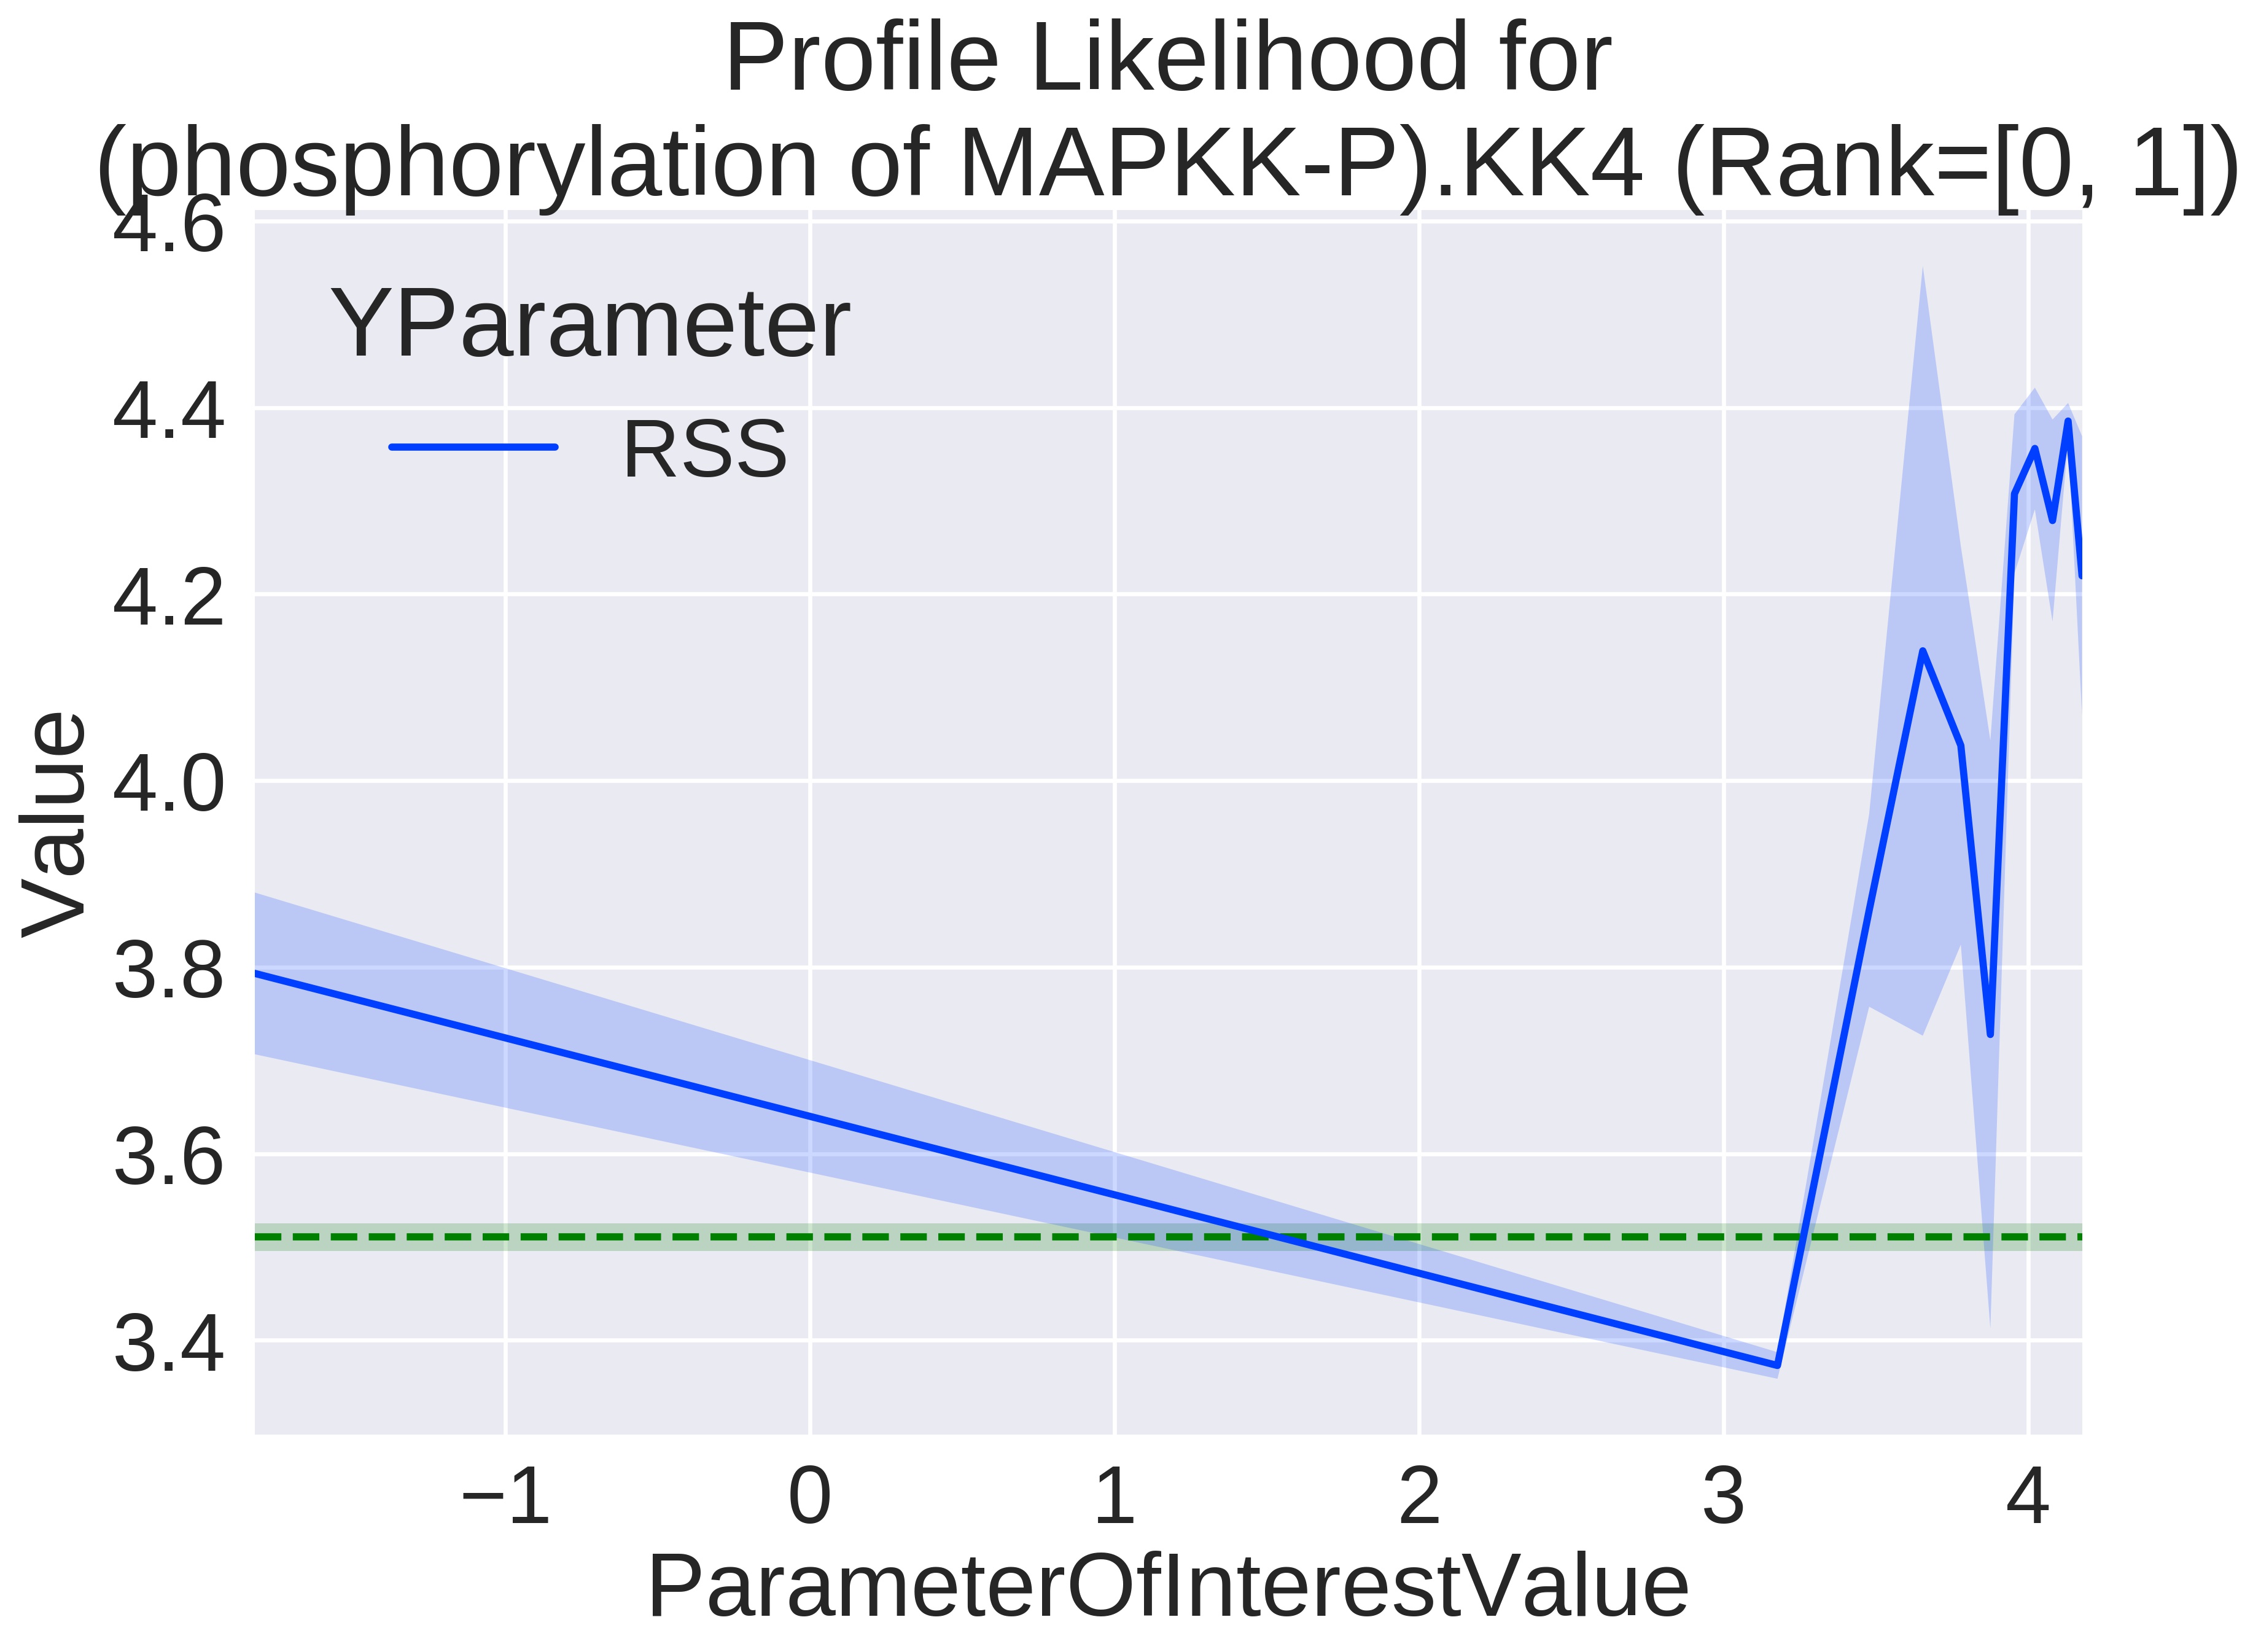 Profile Likelihood for
(phosphorylation of MAPKK-P).KK4 (Rank=[0, 1])
4.6
YParameter
4.4
RSS
4.2
4.0
Value
3.8
3.6
3.4
−1 0 1 2 3 4
ParameterOfInterestValue